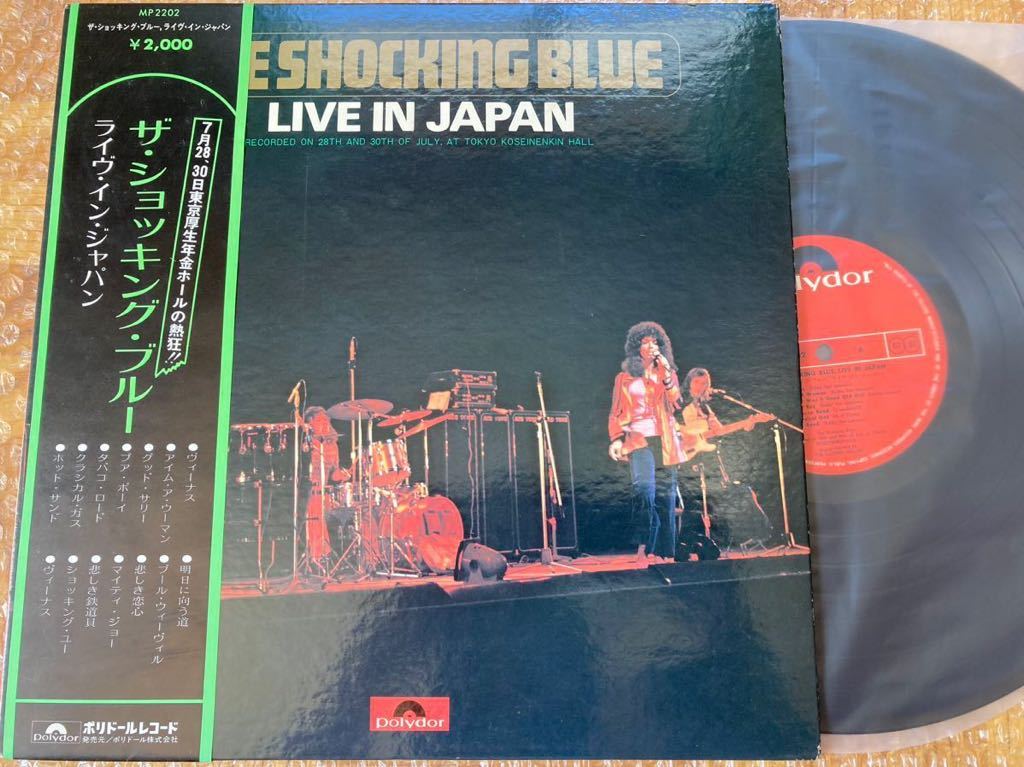 MP2202
ザ・ショッキング・ブルー,ライヴ・イン・ジャパン
¥2,000
7月28、30日東京厚生年金ホールの熱狂!!
ザ・ショッキング・ブルー
ライヴ・イン・ジャパン
●ヴィーナス
●アイム・ア・ウーマン
●グッド・サリー
●プア・ボーイ
●タバコ・ロード
●クラシカル・ガス
●ホット・サンド
●明日に向う道
●ブール・ウィーヴィル
●悲しき恋心
●マイティ・ジョー
●悲しき鉄道員
●ショッキング・ユー
●ヴィーナス
polydor
ポリドールレコード
発売元/ポリドール株式会社
E SHOCKING BLUE
LIVE IN JAPAN
RECORDED ON 28TH AND 30TH OF JULY, AT TOKYO KOSEINENKIN HALL
polydor
lydor
KING BLUE LIVE IN JAPAN